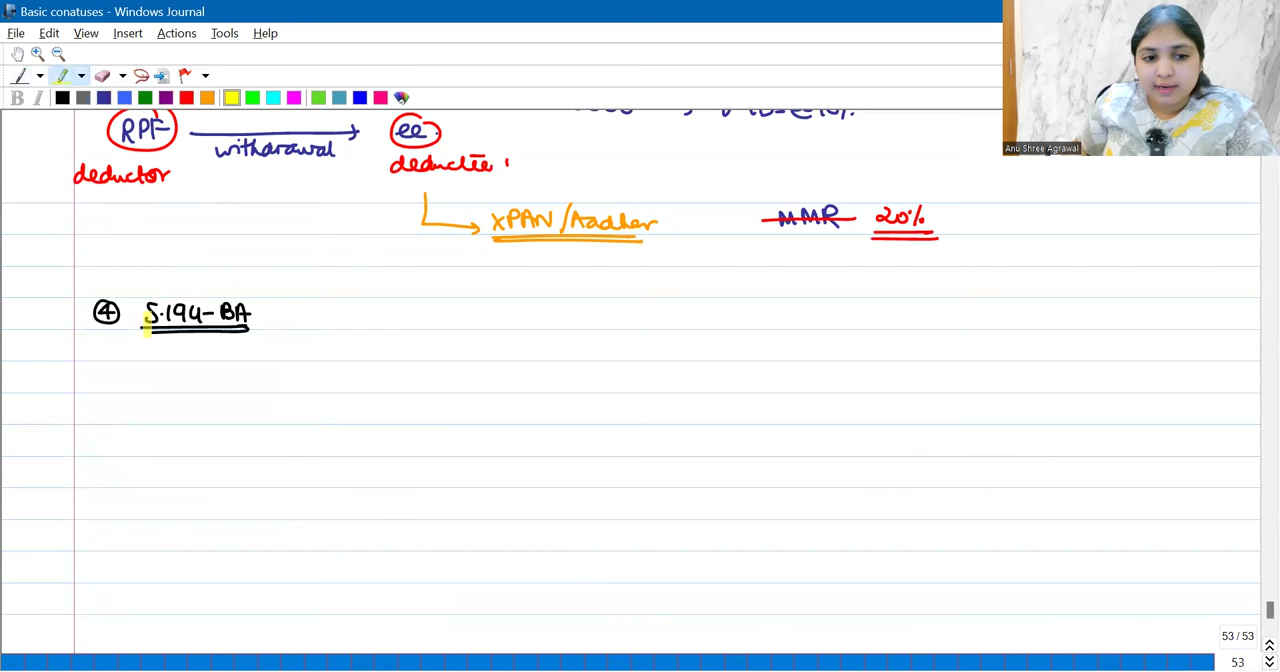 Basic conatuses - Windows Journal
File Edit View Insert Actions Tools Help
B I
Anu Shree Agrawal
RPF ee.
witharawal
deductor deductee
xPAN/Aadhar MMR 20%
④ S.194-BA
53 / 53
53